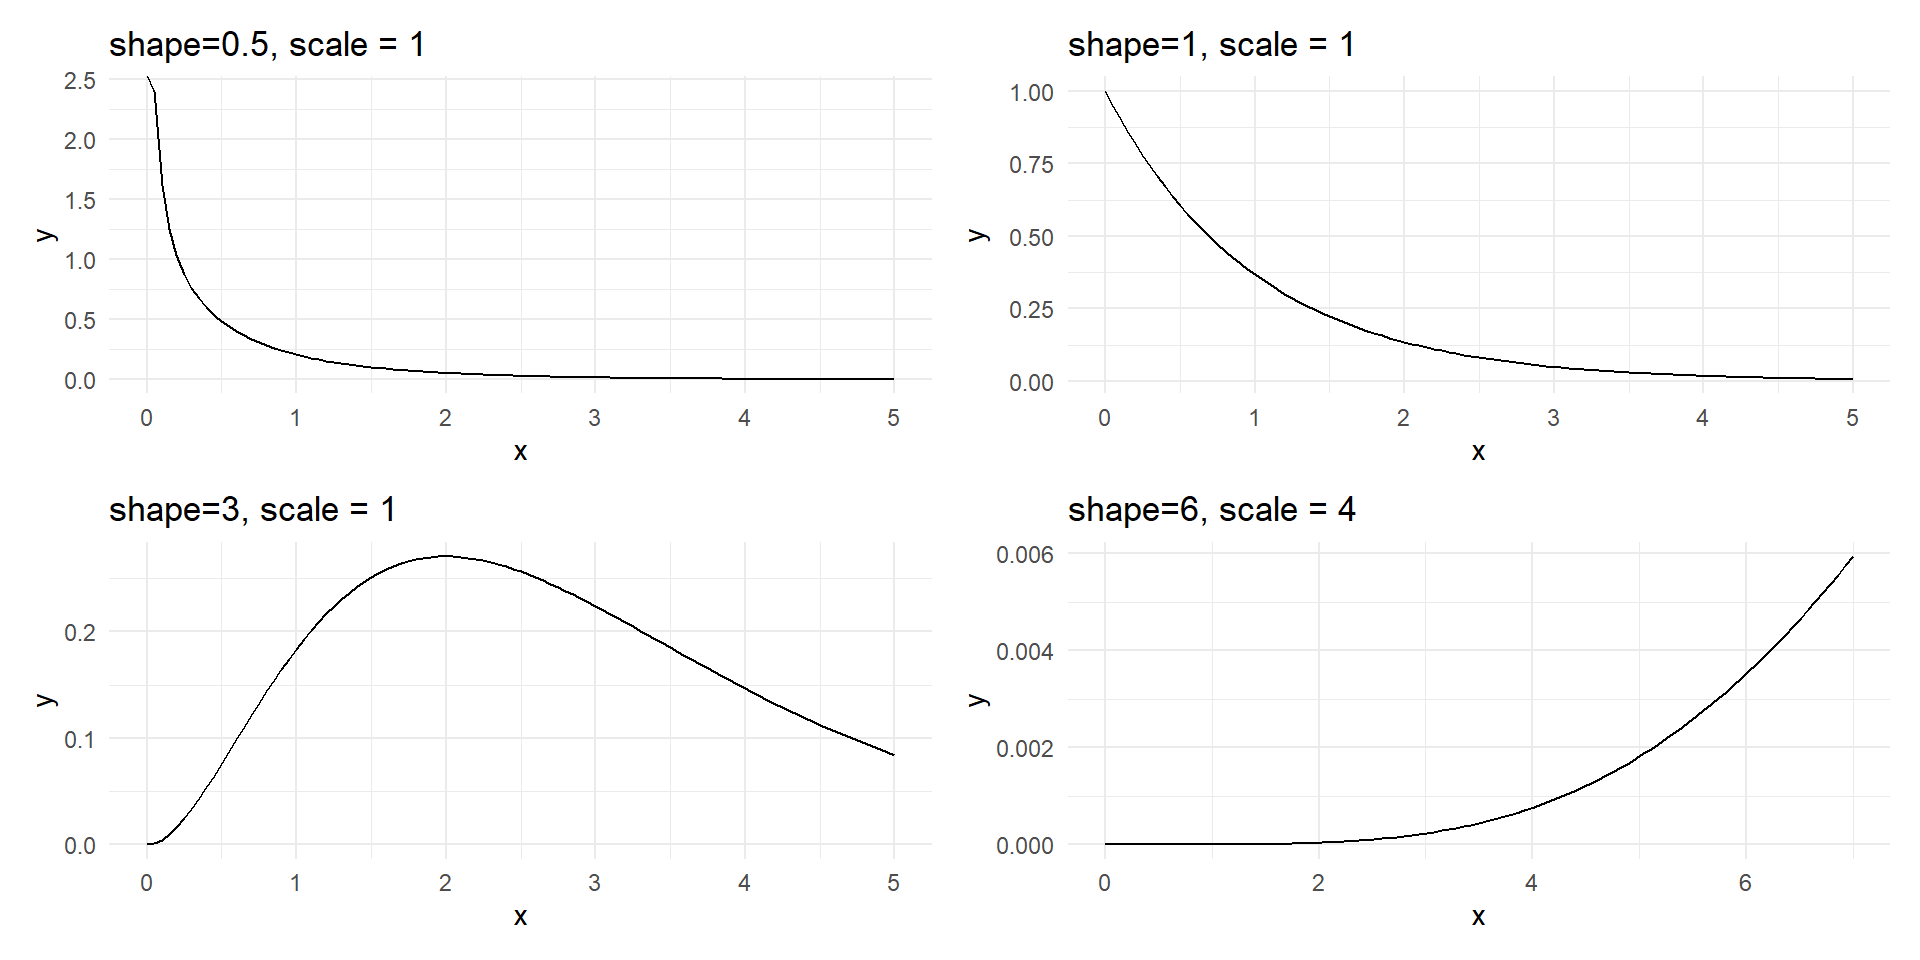 shape=0.5, scale = 1
2.5
2.0
1.5
1.0
0.5
0.0
y
0 1 2 3 4 5
x
shape=1, scale = 1
1.00
0.75
0.50
0.25
0.00
y
0 1 2 3 4 5
x
shape=3, scale = 1
0.2
0.1
0.0
y
0 1 2 3 4 5
x
shape=6, scale = 4
0.006
0.004
0.002
0.000
y
0 2 4 6
x